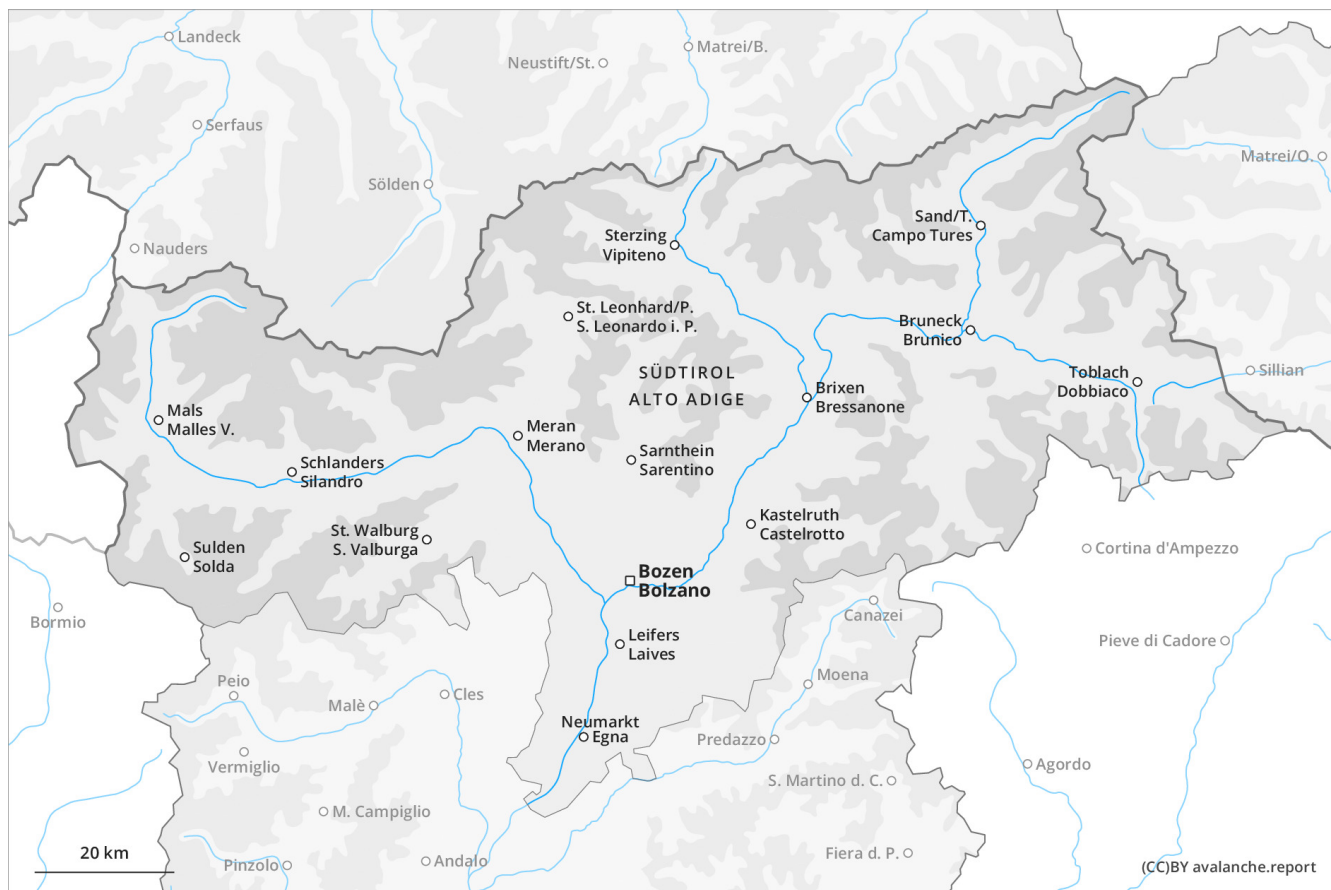 Landeck
Matrei/B.
Neustift/St.
Serfaus
Matrei/O.
Sölden
Sand/T.
Campo Tures
Sterzing
Vipiteno
Nauders
St. Leonhard/P.
S. Leonardo i. P.
Bruneck
Brunico
SÜDTIROL
ALTO ADIGE
Toblach
Dobbiaco
Sillian
Brixen
Bressanone
Mals
Malles V.
Meran
Merano
Schlanders
Silandro
Sarnthein
Sarentino
Kastelruth
Castelrotto
St. Walburg
S. Valburga
Sulden
Solda
Cortina d'Ampezzo
Bozen
Bolzano
Bormio
Canazei
Leifers
Laives
Pieve di Cadore
Peio
Malè
Cles
Moena
Neumarkt
Egna
Predazzo
Vermiglio
Agordo
S. Martino d. C.
M. Campiglio
20 km
Pinzolo
Andalo
Fiera d. P.
(CC)BY avalanche.report